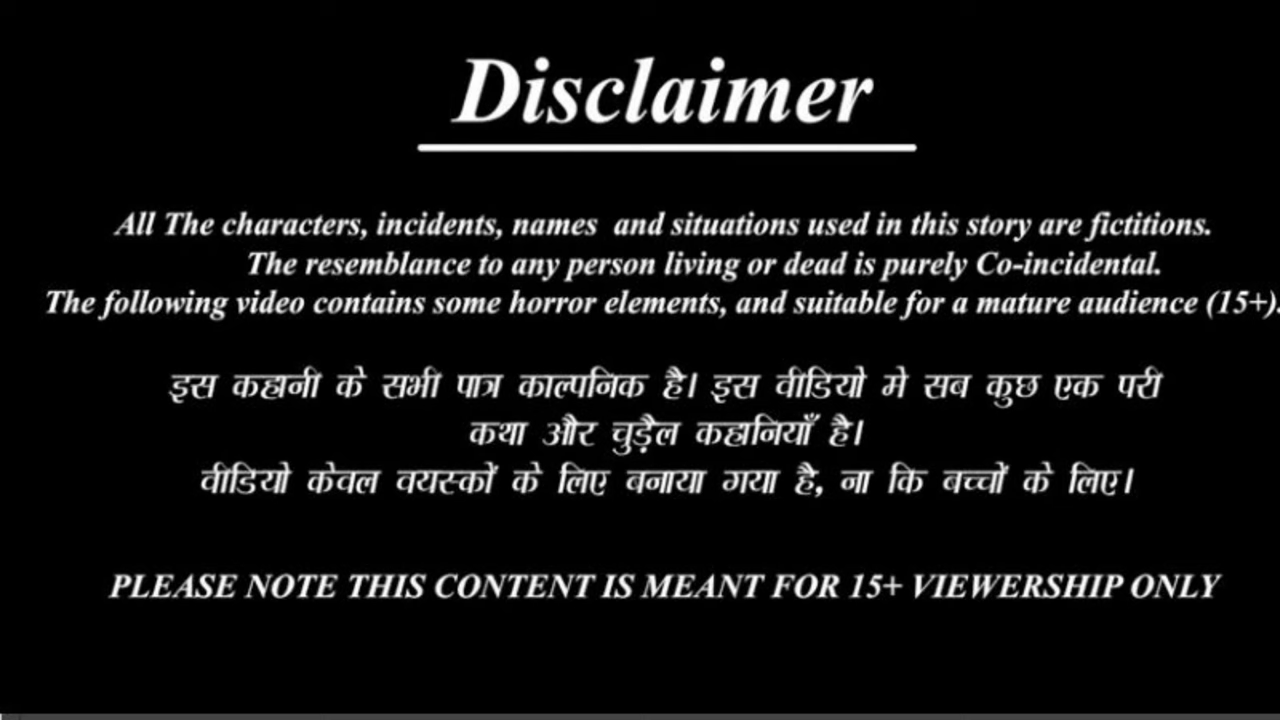 Disclaimer
All The characters, incidents, names and situations used in this story are fictitions.
The resemblance to any person living or dead is purely Co-incidental.
The following video contains some horror elements, and suitable for a mature audience (15+).
इस कहानी के सभी पात्र काल्पनिक है। इस वीडियो मे सब कुछ एक परी
कथा और चुड़ैल कहानियाँ है।
वीडियो केवल वयस्कों के लिए बनाया गया है, ना कि बच्चों के लिए।
PLEASE NOTE THIS CONTENT IS MEANT FOR 15+ VIEWERSHIP ONLY